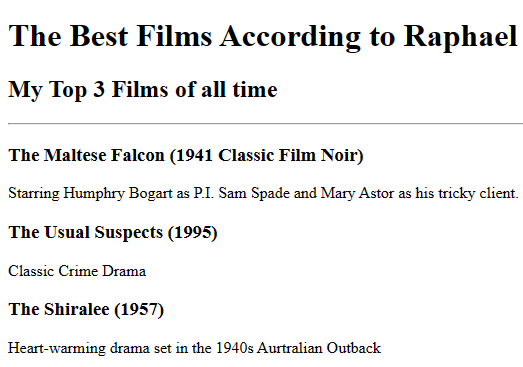 The Best Films According to Raphael
My Top 3 Films of all time
The Maltese Falcon (1941 Classic Film Noir)
Starring Humphry Bogart as P.I. Sam Spade and Mary Astor as his tricky client.
The Usual Suspects (1995)
Classic Crime Drama
The Shiralee (1957)
Heart-warming drama set in the 1940s Aurtralian Outback